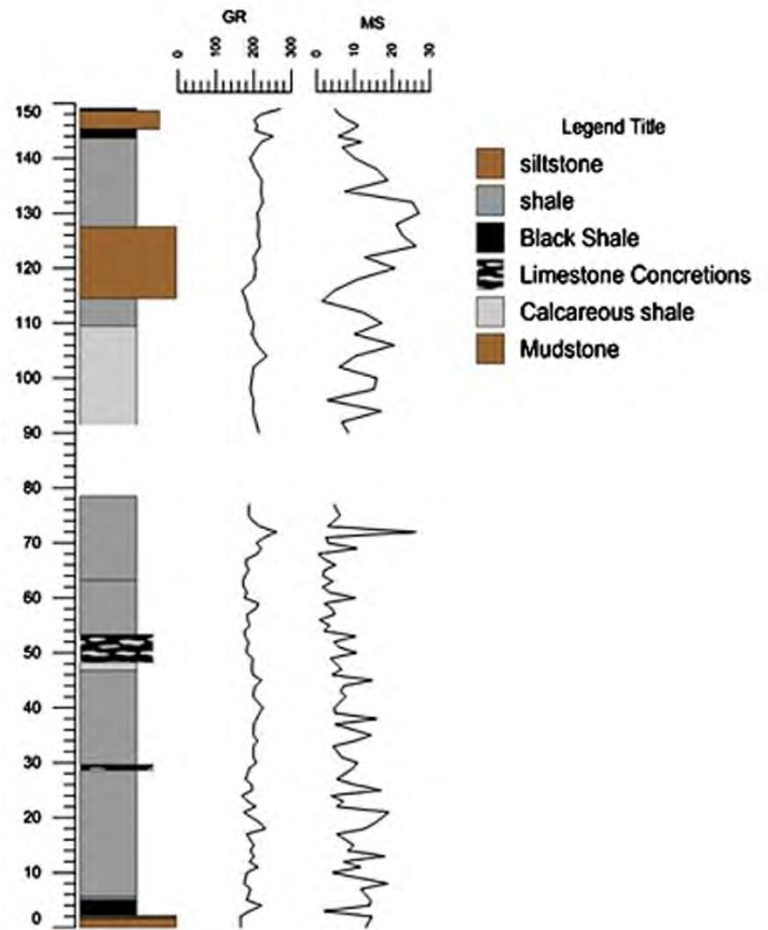 GR
MS
0 100 200 300
0 10 20 30
150
140
130
120
110
100
90
80
70
60
50
40
30
20
10
0
Legend Title
siltstone
shale
Black Shale
Limestone Concretions
Calcareous shale
Mudstone